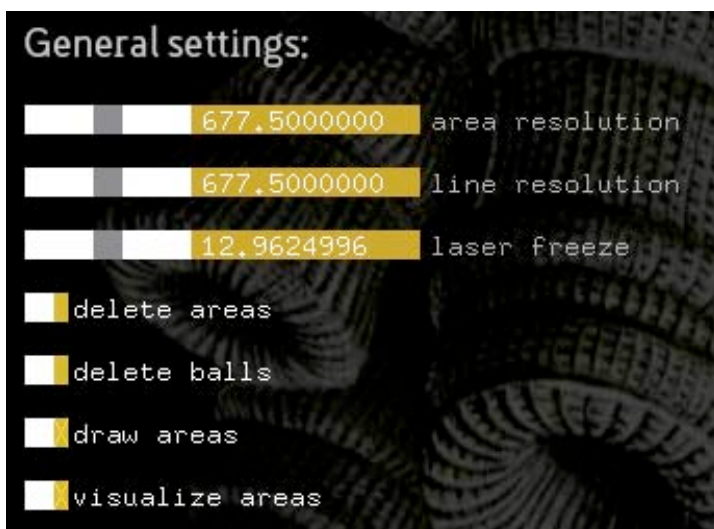 General settings:
677.5000000 area resolution
677.5000000 line resolution
12.9624996 laser freeze
delete areas
delete balls
X draw areas
X visualize areas